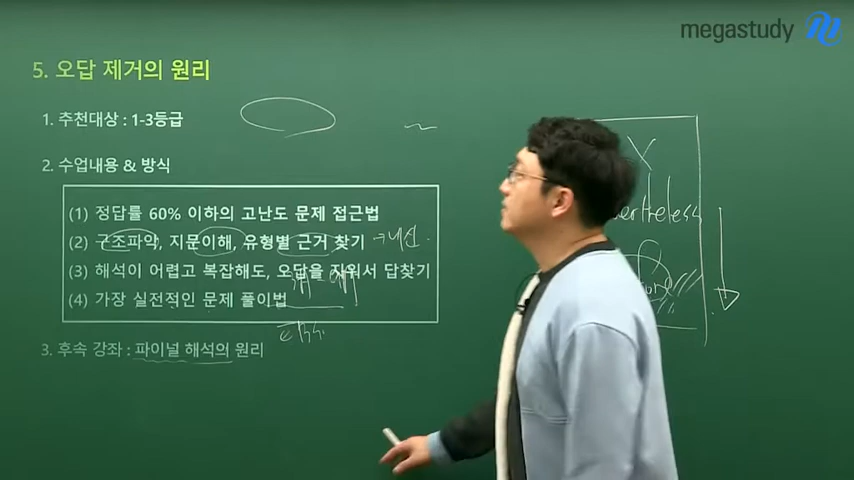 megastudy
5. 오답 제거의 원리
1. 추천대상 : 1-3등급
2. 수업내용 & 방식
(1) 정답률 60% 이하의 고난도 문제 접근법
(2) 구조파악, 지문이해, 유형별 근거 찾기 → 내신
(3) 해석이 어렵고 복잡해도, 오답을 지워서 답찾기
(4) 가장 실전적인 문제 풀이법
3. 후속 강좌 : 파이널 해석의 원리